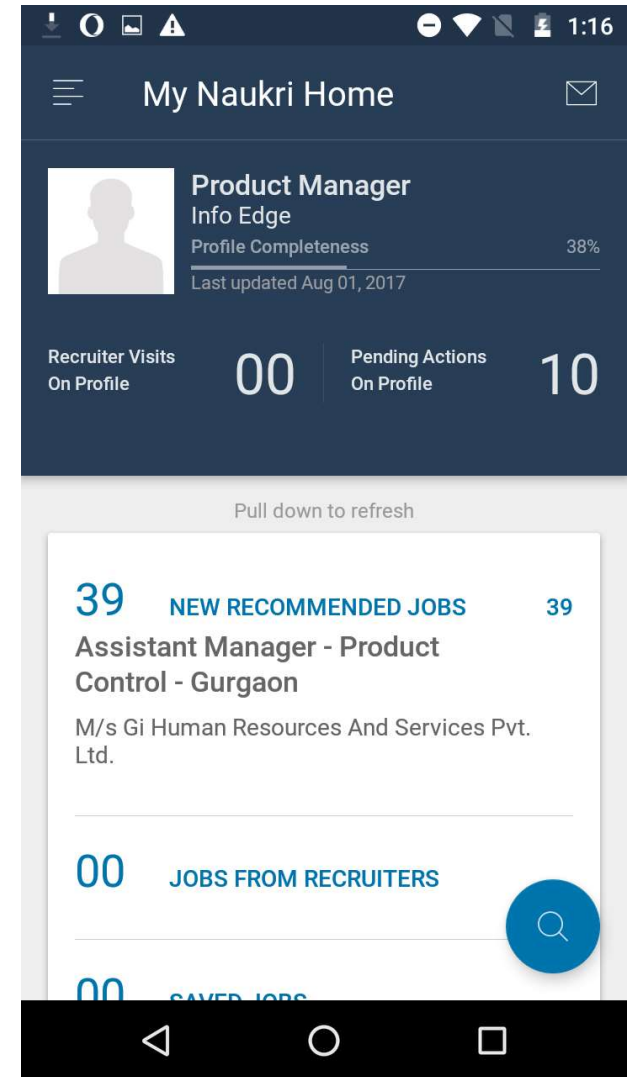 1:16
My Naukri Home
Product Manager
Info Edge
Profile Completeness 38%
Last updated Aug 01, 2017
Recruiter Visits
On Profile
00
Pending Actions
On Profile
10
Pull down to refresh
39 NEW RECOMMENDED JOBS 39
Assistant Manager - Product
Control - Gurgaon
M/s Gi Human Resources And Services Pvt.
Ltd.
00 JOBS FROM RECRUITERS
00 SAVED JOBS